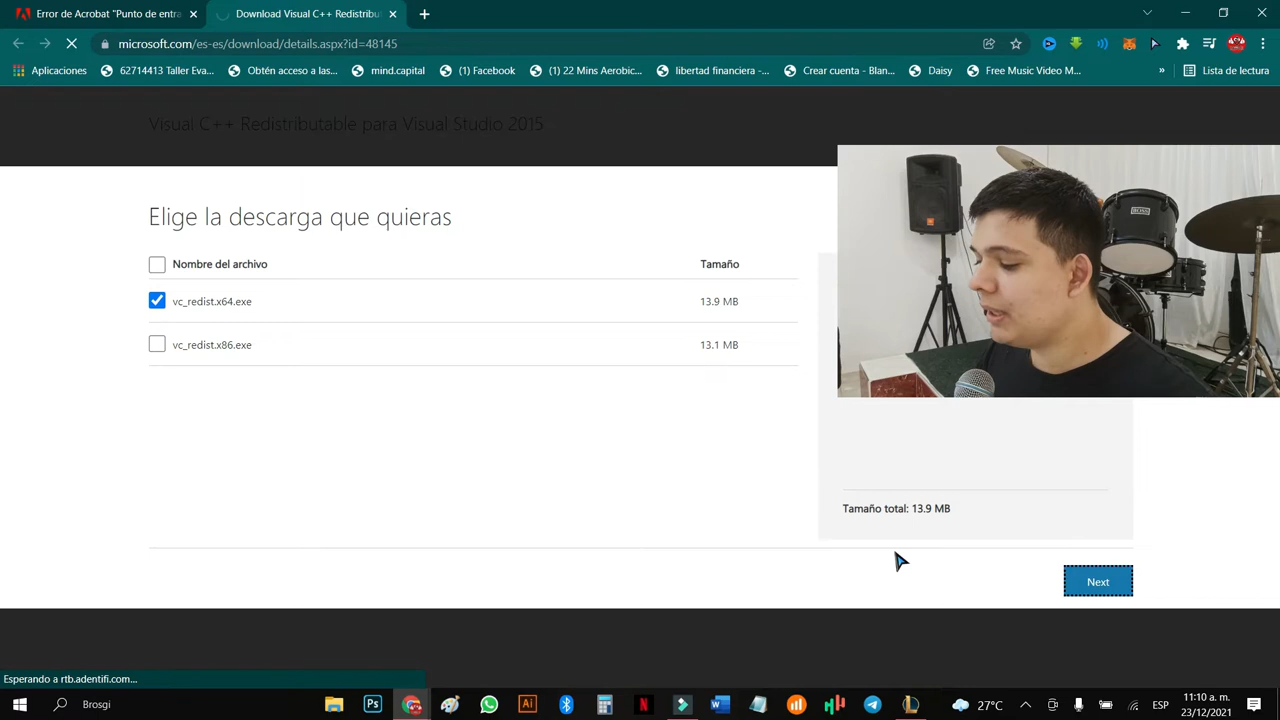 Error de Acrobat "Punto de entra
Download Visual C++ Redistribut
microsoft.com/es-es/download/details.aspx?id=48145
Aplicaciones
62714413 Taller Eva...
Obtén acceso a las...
mind.capital
(1) Facebook
(1) 22 Mins Aerobic...
libertad financiera -...
Crear cuenta - Blan...
Daisy
Free Music Video M...
»
Lista de lectura
Visual C++ Redistributable para Visual Studio 2015
Elige la descarga que quieras
Nombre del archivo
Tamaño
vc_redist.x64.exe
13.9 MB
vc_redist.x86.exe
13.1 MB
Tamaño total: 13.9 MB
Next
Esperando a rtb.adentifi.com...
Brosgi
Ps
Ai
N
W
27°C
ESP
11:10 a. m.
23/12/2021